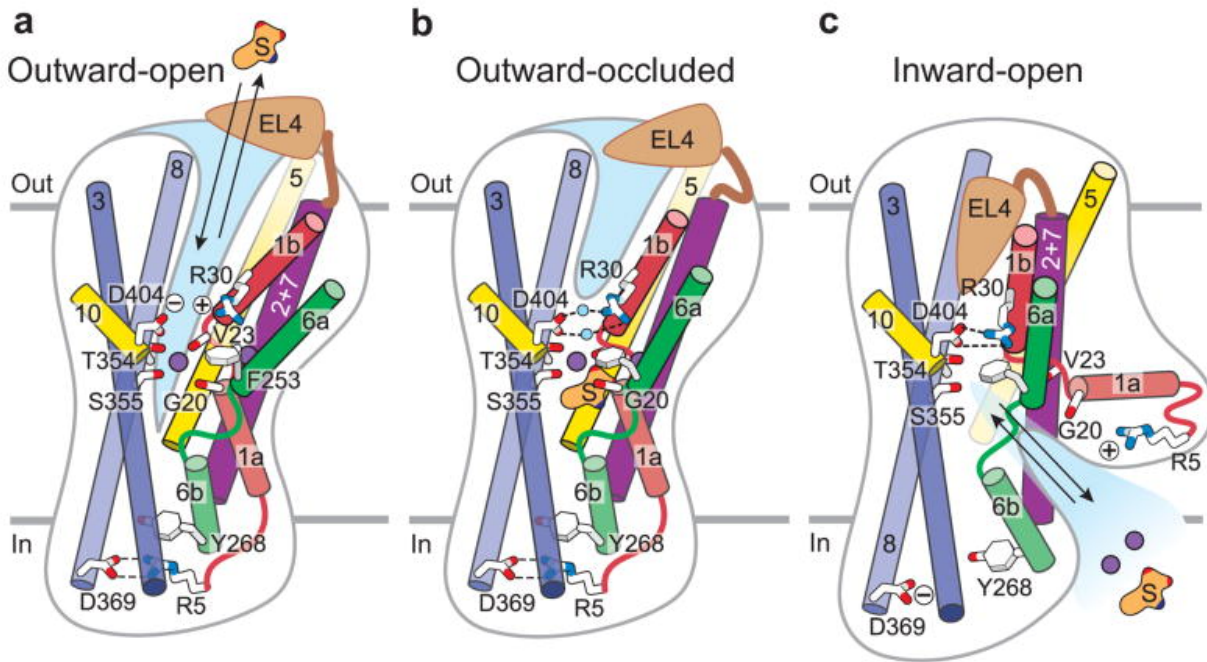 a
S
Outward-open
EL4
8
5
3
Out
1b
R30
2+7
D404
−
+
10
6a
V23
T354
F253
S355
G20
1a
6b
In
Y268
D369
R5
b
Outward-occluded
EL4
8
5
3
Out
1b
R30
D404
6a
10
T354
S
S355
G20
1a
6b
In
Y268
D369
R5
c
Inward-open
8
Out
3
EL4
5
1b
2+7
R30
D404
6a
10
T354
V23
1a
S355
G20
+
R5
6b
In
8
Y268
S
−
D369